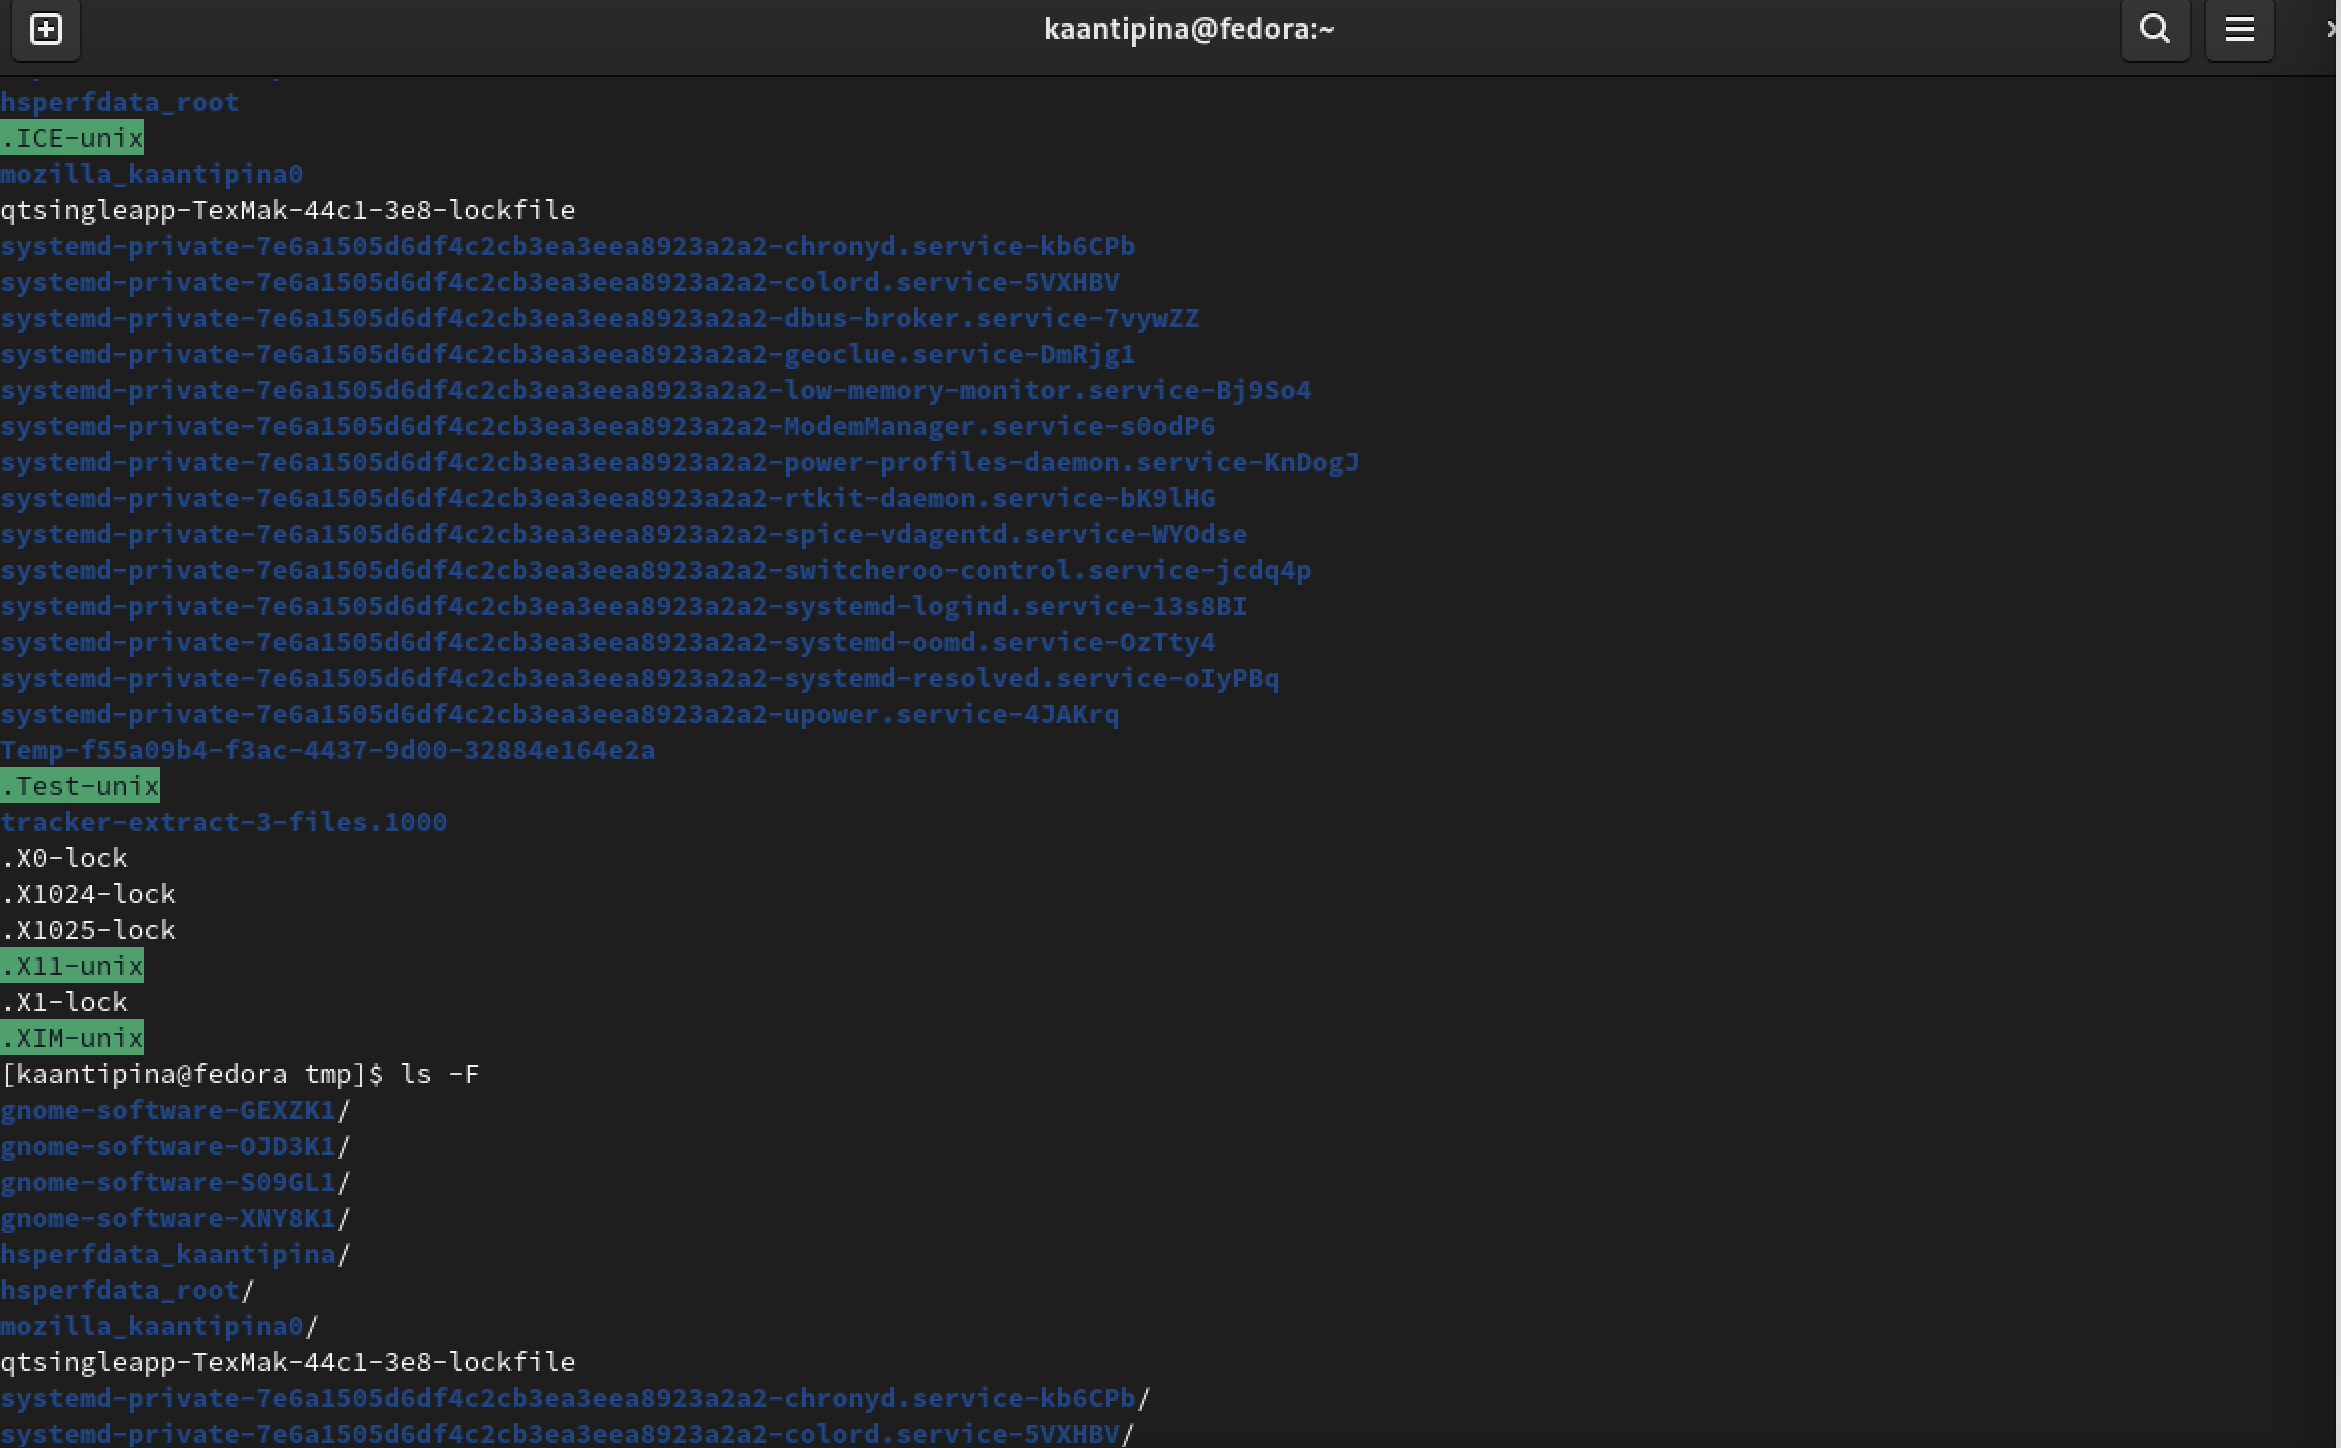 kaantipina@fedora:~
hsperfdata_root
.ICE-unix
mozilla_kaantipina0
qtsingleapp-TexMak-44c1-3e8-lockfile
systemd-private-7e6a1505d6df4c2cb3ea3eea8923a2a2-chronyd.service-kb6CPb
systemd-private-7e6a1505d6df4c2cb3ea3eea8923a2a2-colord.service-5VXHBV
systemd-private-7e6a1505d6df4c2cb3ea3eea8923a2a2-dbus-broker.service-7vywZZ
systemd-private-7e6a1505d6df4c2cb3ea3eea8923a2a2-geoclue.service-DmRjg1
systemd-private-7e6a1505d6df4c2cb3ea3eea8923a2a2-low-memory-monitor.service-Bj9So4
systemd-private-7e6a1505d6df4c2cb3ea3eea8923a2a2-ModemManager.service-s0odP6
systemd-private-7e6a1505d6df4c2cb3ea3eea8923a2a2-power-profiles-daemon.service-KnDogJ
systemd-private-7e6a1505d6df4c2cb3ea3eea8923a2a2-rtkit-daemon.service-bK9lHG
systemd-private-7e6a1505d6df4c2cb3ea3eea8923a2a2-spice-vdagentd.service-WYOdse
systemd-private-7e6a1505d6df4c2cb3ea3eea8923a2a2-switcheroo-control.service-jcdq4p
systemd-private-7e6a1505d6df4c2cb3ea3eea8923a2a2-systemd-logind.service-13s8BI
systemd-private-7e6a1505d6df4c2cb3ea3eea8923a2a2-systemd-oomd.service-OzTty4
systemd-private-7e6a1505d6df4c2cb3ea3eea8923a2a2-systemd-resolved.service-oIyPBq
systemd-private-7e6a1505d6df4c2cb3ea3eea8923a2a2-upower.service-4JAKrq
Temp-f55a09b4-f3ac-4437-9d00-32884e164e2a
.Test-unix
tracker-extract-3-files.1000
.X0-lock
.X1024-lock
.X1025-lock
.X11-unix
.X1-lock
.XIM-unix
[kaantipina@fedora tmp]$ ls -F
gnome-software-GEXZK1/
gnome-software-OJD3K1/
gnome-software-S09GL1/
gnome-software-XNY8K1/
hsperfdata_kaantipina/
hsperfdata_root/
mozilla_kaantipina0/
qtsingleapp-TexMak-44c1-3e8-lockfile
systemd-private-7e6a1505d6df4c2cb3ea3eea8923a2a2-chronyd.service-kb6CPb/
systemd-private-7e6a1505d6df4c2cb3ea3eea8923a2a2-colord.service-5VXHBV/